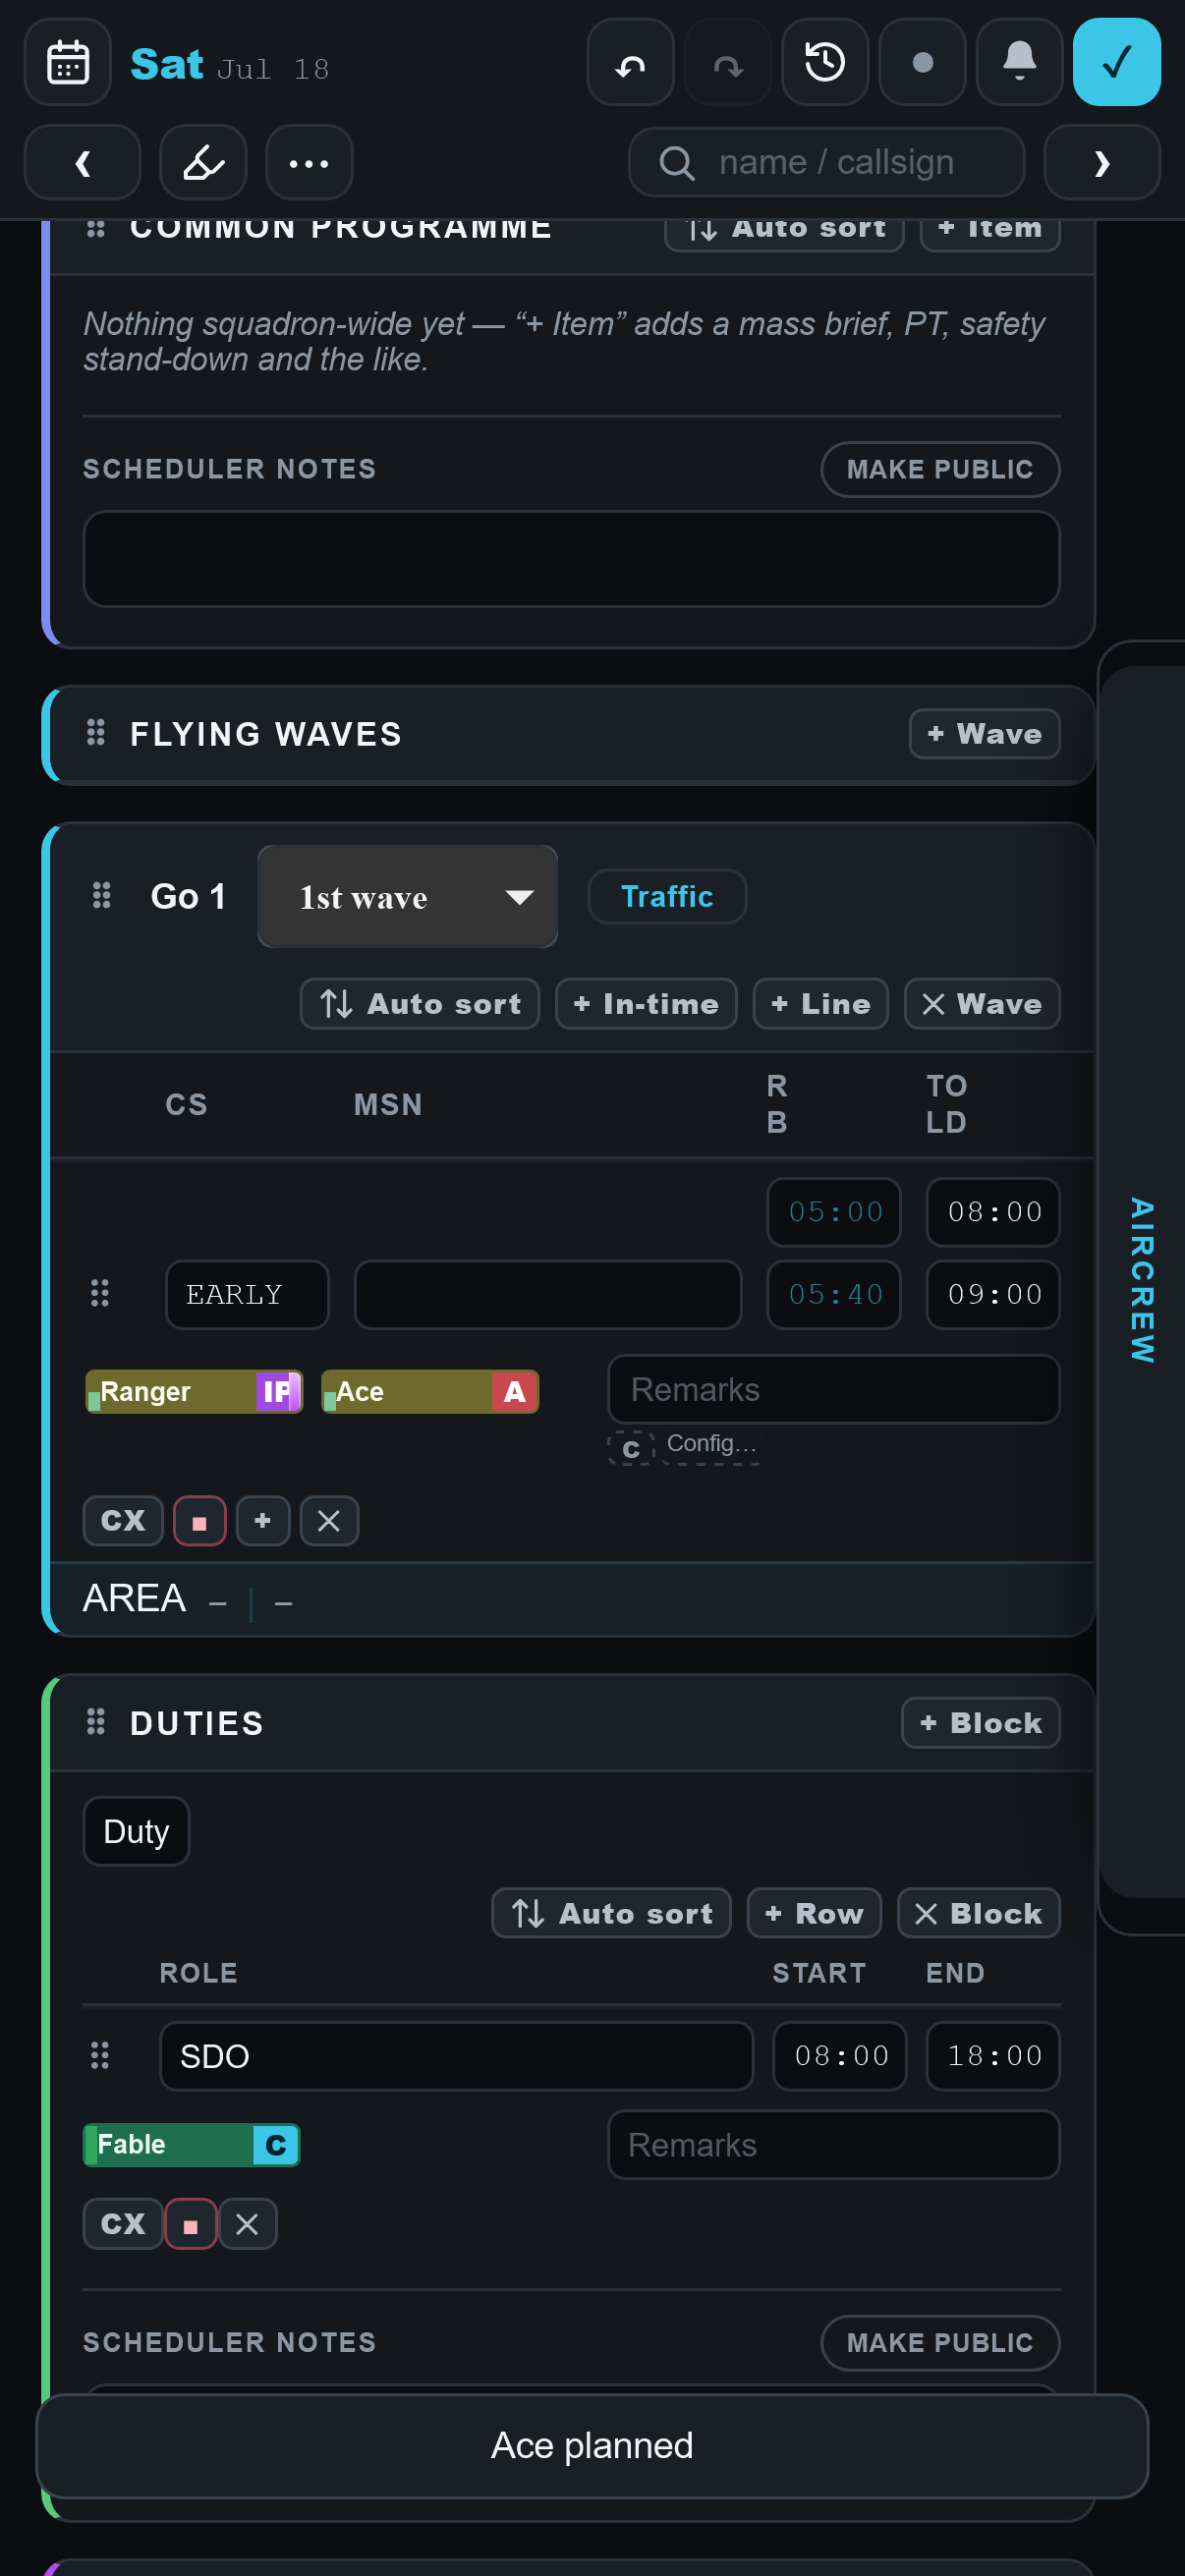 Sat Jul 18
name / callsign
COMMON PROGRAMME Auto sort + Item
Nothing squadron-wide yet — “+ Item” adds a mass brief, PT, safety
stand-down and the like.
SCHEDULER NOTES MAKE PUBLIC
FLYING WAVES + Wave
Go 1 1st wave Traffic
Auto sort + In-time + Line × Wave
CS MSN R TO
B LD
05:00 08:00
EARLY 05:40 09:00
Ranger IP Ace A Remarks
C Config...
CX + ×
AREA – | –
AIRCREW
DUTIES + Block
Duty
Auto sort + Row × Block
ROLE START END
SDO 08:00 18:00
Fable C Remarks
CX ×
SCHEDULER NOTES MAKE PUBLIC
Ace planned